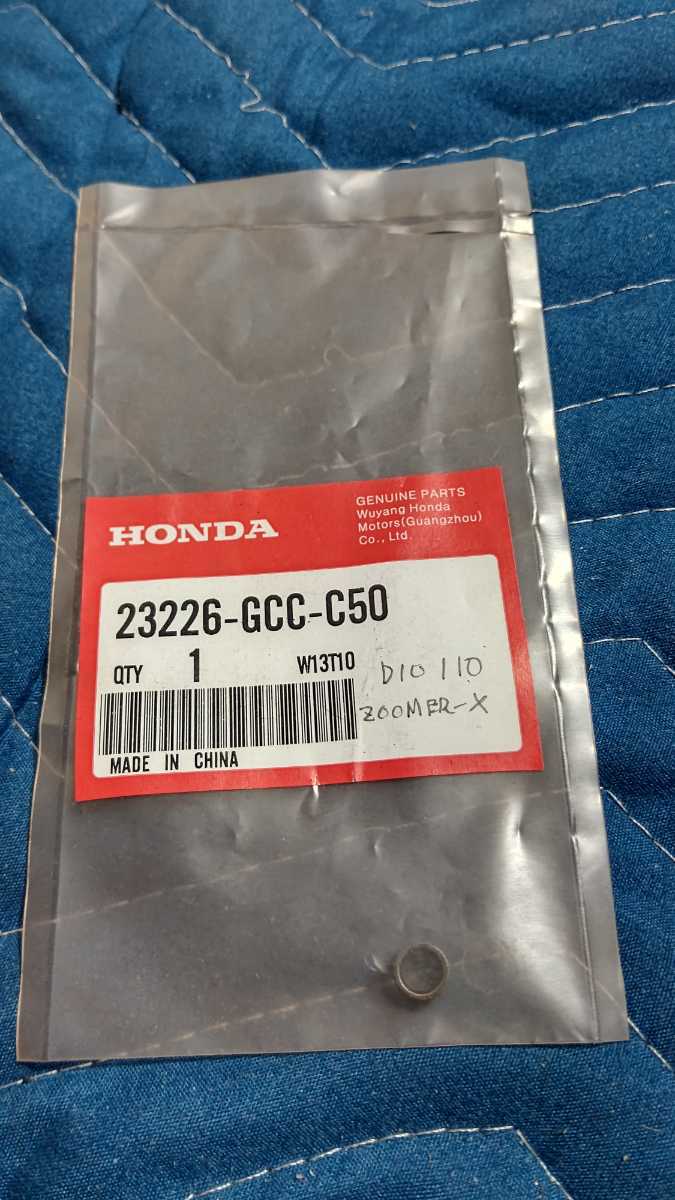 HONDA
GENUINE PARTS
Wuyang Honda
Motors(Guangzhou)
Co., Ltd.
23226-GCC-C50
QTY 1 W13T10
DIO 110
ZOOMER-X
MADE IN CHINA